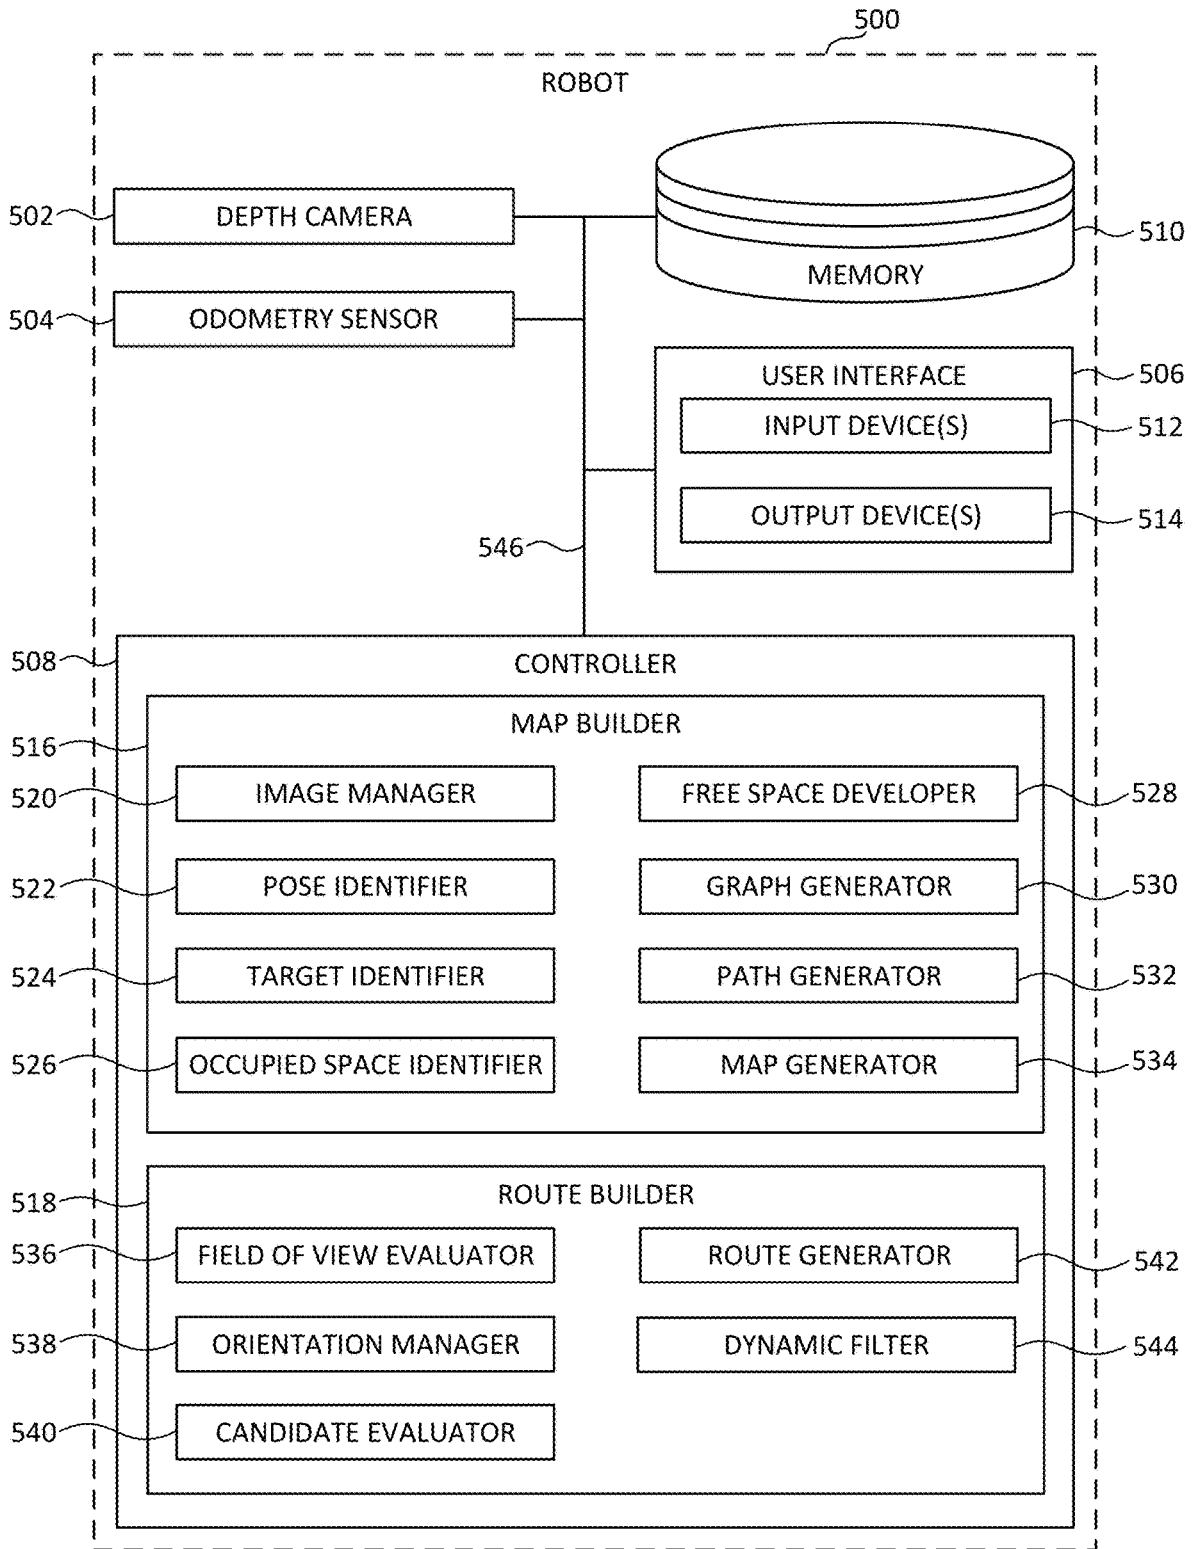 500
ROBOT
502
DEPTH CAMERA
510
MEMORY
504
ODOMETRY SENSOR
506
USER INTERFACE
INPUT DEVICE(S)
512
OUTPUT DEVICE(S)
514
546
508
CONTROLLER
516
MAP BUILDER
520
IMAGE MANAGER
FREE SPACE DEVELOPER
528
522
POSE IDENTIFIER
GRAPH GENERATOR
530
524
TARGET IDENTIFIER
PATH GENERATOR
532
526
OCCUPIED SPACE IDENTIFIER
MAP GENERATOR
534
518
ROUTE BUILDER
536
FIELD OF VIEW EVALUATOR
ROUTE GENERATOR
542
538
ORIENTATION MANAGER
DYNAMIC FILTER
544
540
CANDIDATE EVALUATOR